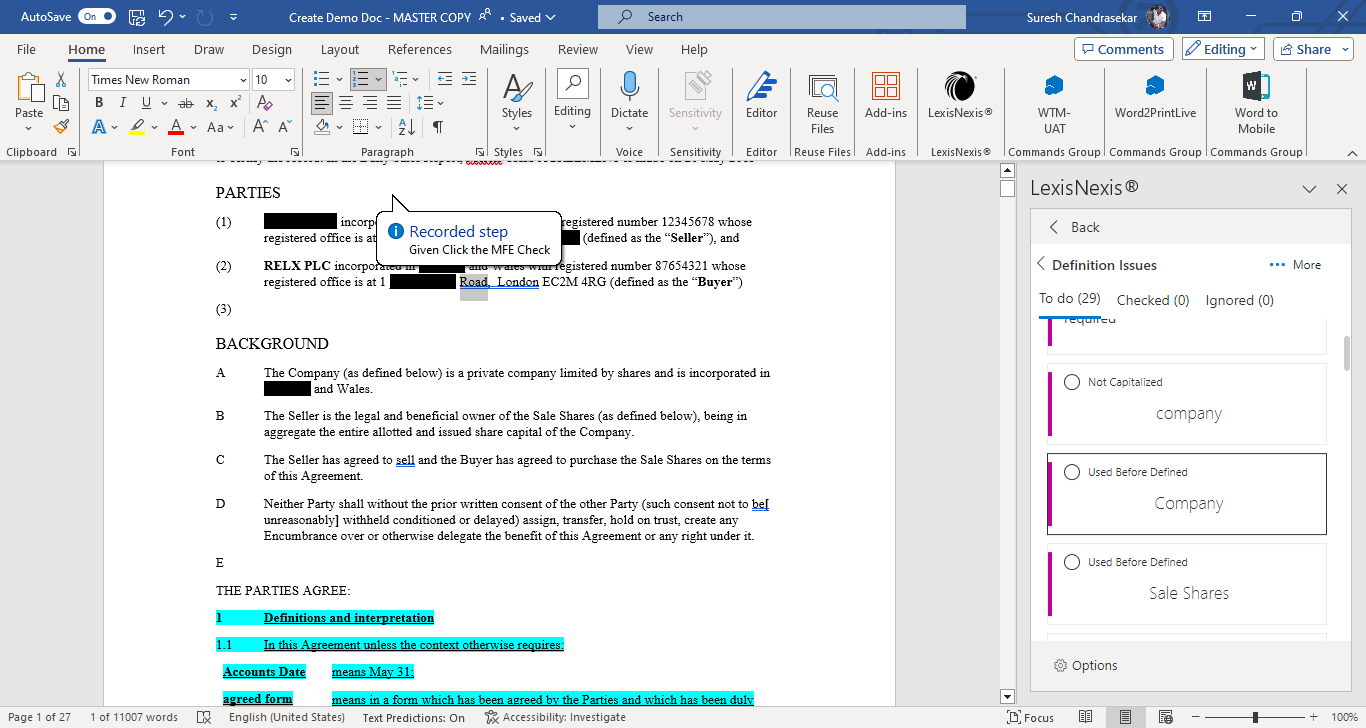 AutoSave On Create Demo Doc - MASTER COPY • Saved Search Suresh Chandrasekar
File Home Insert Draw Design Layout References Mailings Review View Help Comments Editing Share
Times New Roman 10
B I U ab x2 x2 A
A A Aa A A
Paste Styles Editing Dictate Sensitivity Editor Reuse Files Add-ins LexisNexis® WTM-UAT Word2PrintLive Word to Mobile
Clipboard Font Paragraph Styles Voice Sensitivity Editor Reuse Files Add-ins LexisNexis® Commands Group Commands Group Commands Group
PARTIES
(1) incorp registered number 12345678 whose
registered office is at (defined as the “Seller”), and
Recorded step
Given Click the MFE Check
(2) RELX PLC incorporated in and Wales with registered number 87654321 whose
registered office is at 1 Road, London EC2M 4RG (defined as the “Buyer”)
(3)
BACKGROUND
A The Company (as defined below) is a private company limited by shares and is incorporated in
and Wales.
B The Seller is the legal and beneficial owner of the Sale Shares (as defined below), being in
aggregate the entire allotted and issued share capital of the Company.
C The Seller has agreed to sell and the Buyer has agreed to purchase the Sale Shares on the terms
of this Agreement.
D Neither Party shall without the prior written consent of the other Party (such consent not to be[
unreasonably] withheld conditioned or delayed) assign, transfer, hold on trust, create any
Encumbrance over or otherwise delegate the benefit of this Agreement or any right under it.
E
THE PARTIES AGREE:
1 Definitions and interpretation
1.1 In this Agreement unless the context otherwise requires:
Accounts Date means May 31;
agreed form means in a form which has been agreed by the Parties and which has been duly
LexisNexis®
Back
Definition Issues ••• More
To do (29) Checked (0) Ignored (0)
required
Not Capitalized
company
Used Before Defined
Company
Used Before Defined
Sale Shares
Options
Page 1 of 27 1 of 11007 words English (United States) Text Predictions: On Accessibility: Investigate Focus 100%